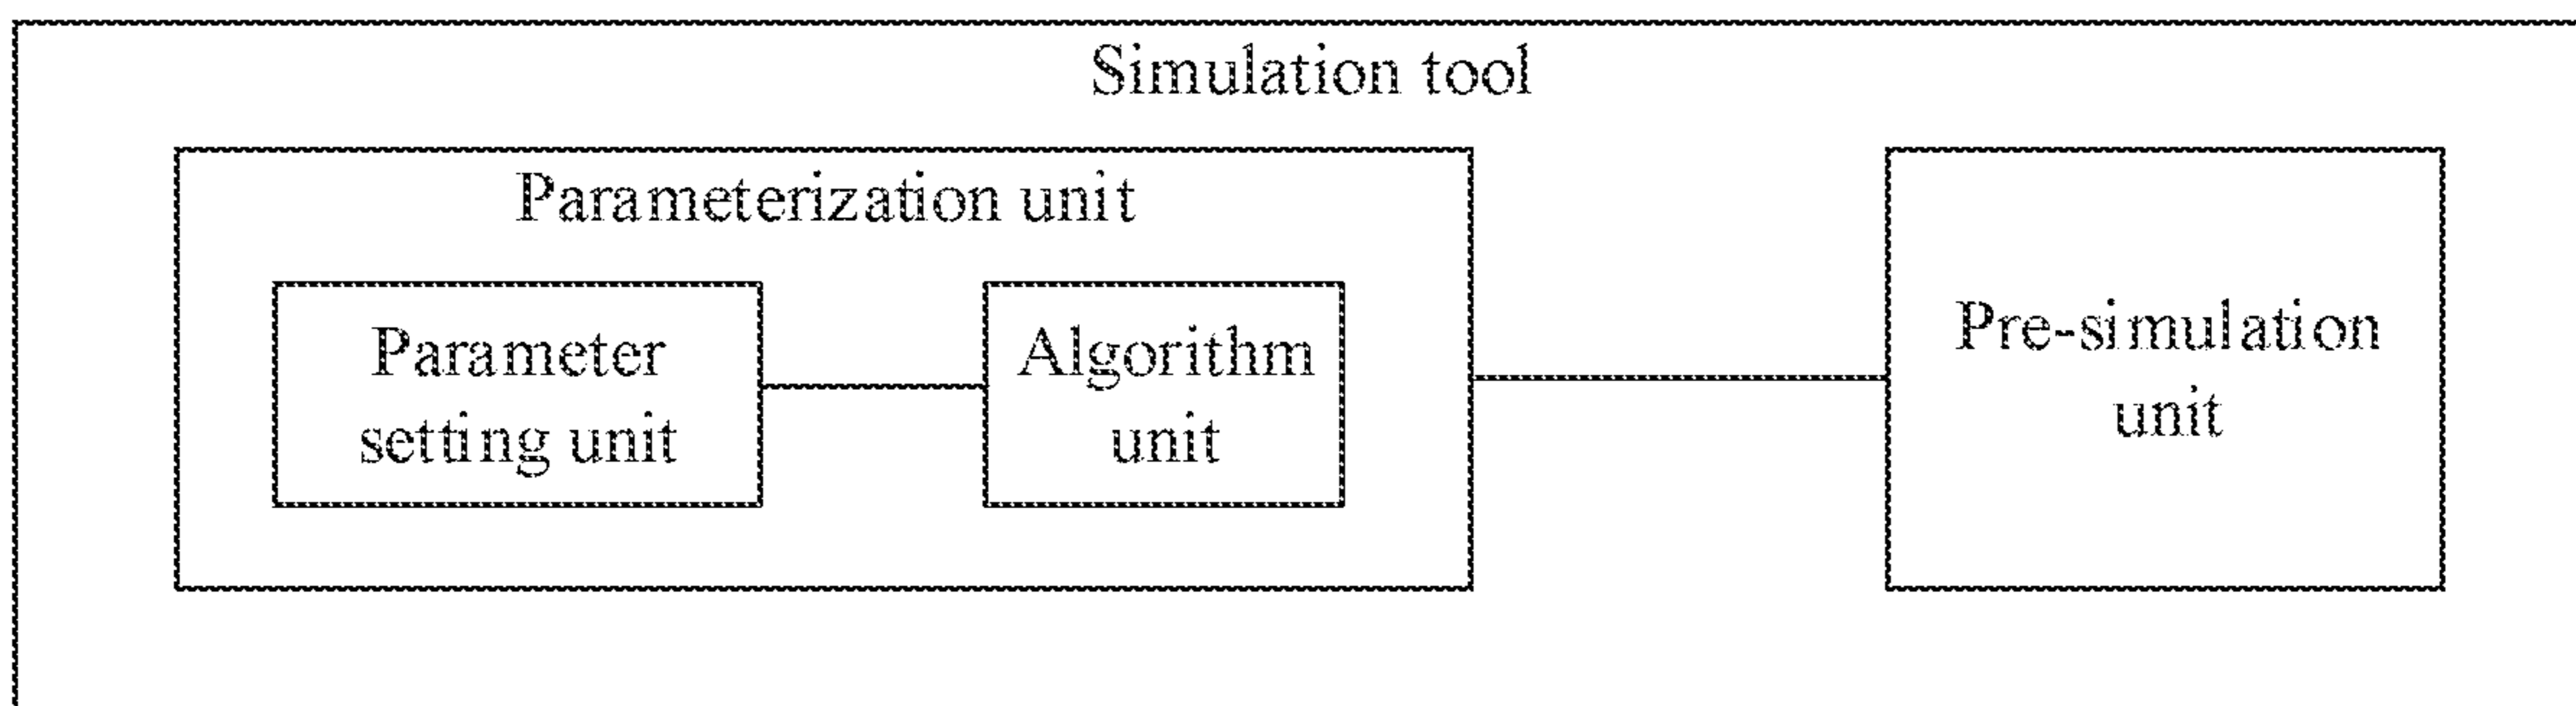 Simulation tool
Parameterization unit
Parameter
setting unit
Algorithm
unit
Pre-simulation
unit